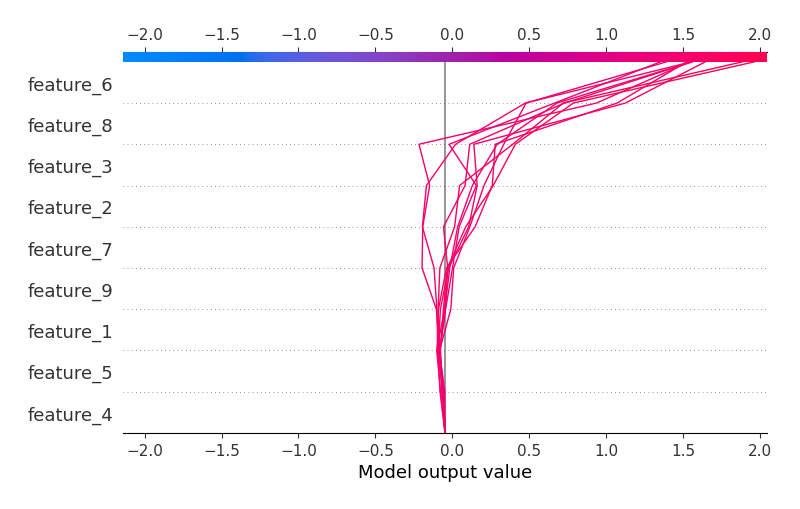 −2.0 −1.5 −1.0 −0.5 0.0 0.5 1.0 1.5 2.0
feature_6
feature_8
feature_3
feature_2
feature_7
feature_9
feature_1
feature_5
feature_4
−2.0 −1.5 −1.0 −0.5 0.0 0.5 1.0 1.5 2.0
Model output value